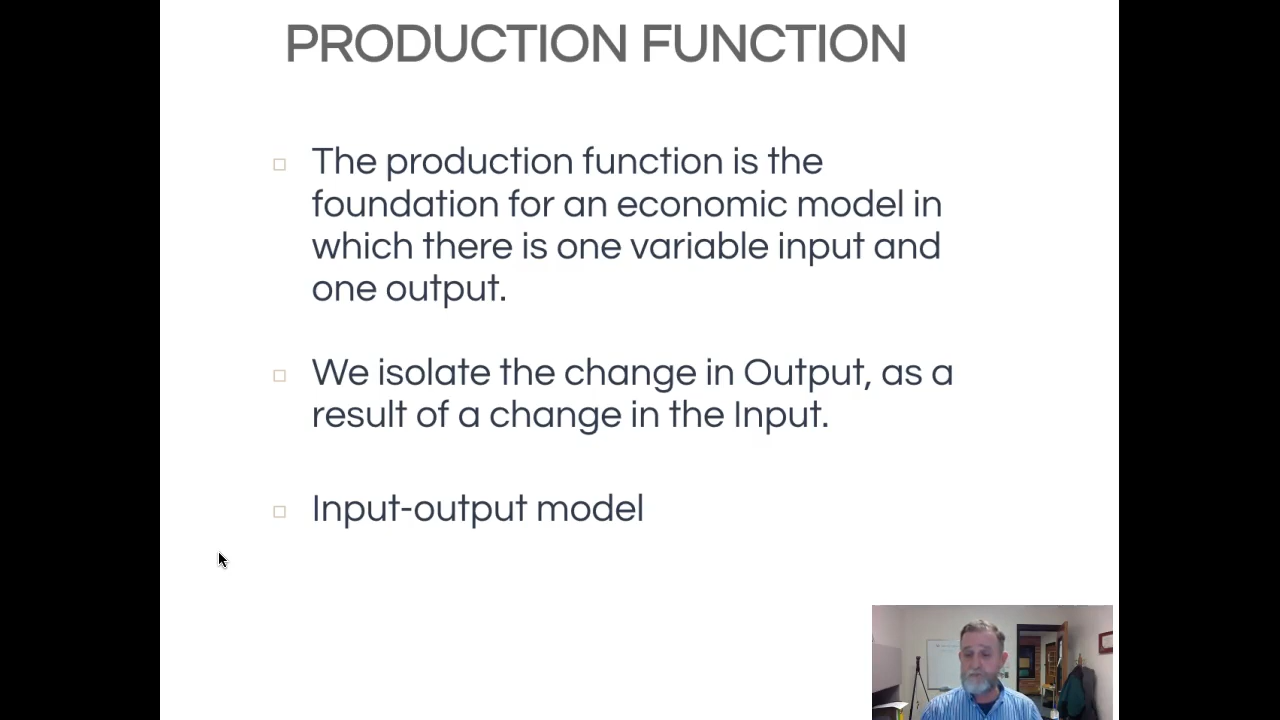 PRODUCTION FUNCTION
The production function is the
foundation for an economic model in
which there is one variable input and
one output.
We isolate the change in Output, as a
result of a change in the Input.
Input-output model